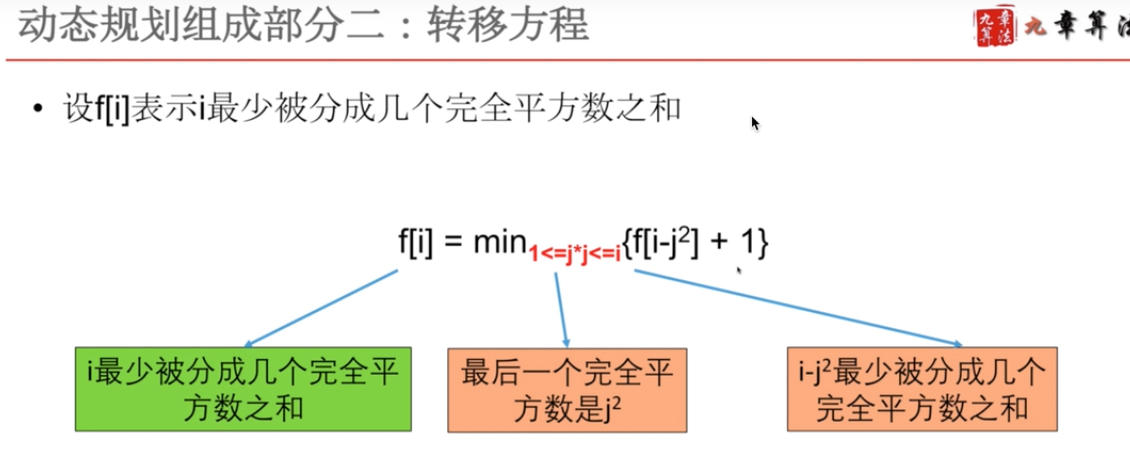 动态规划组成部分二：转移方程
九章算法
九章算法
• 设f[i]表示i最少被分成几个完全平方数之和
f[i] = min1<=j*j<=i{f[i-j²] + 1}
i最少被分成几个完全平
方数之和
最后一个完全平
方数是j²
i-j²最少被分成几个
完全平方数之和